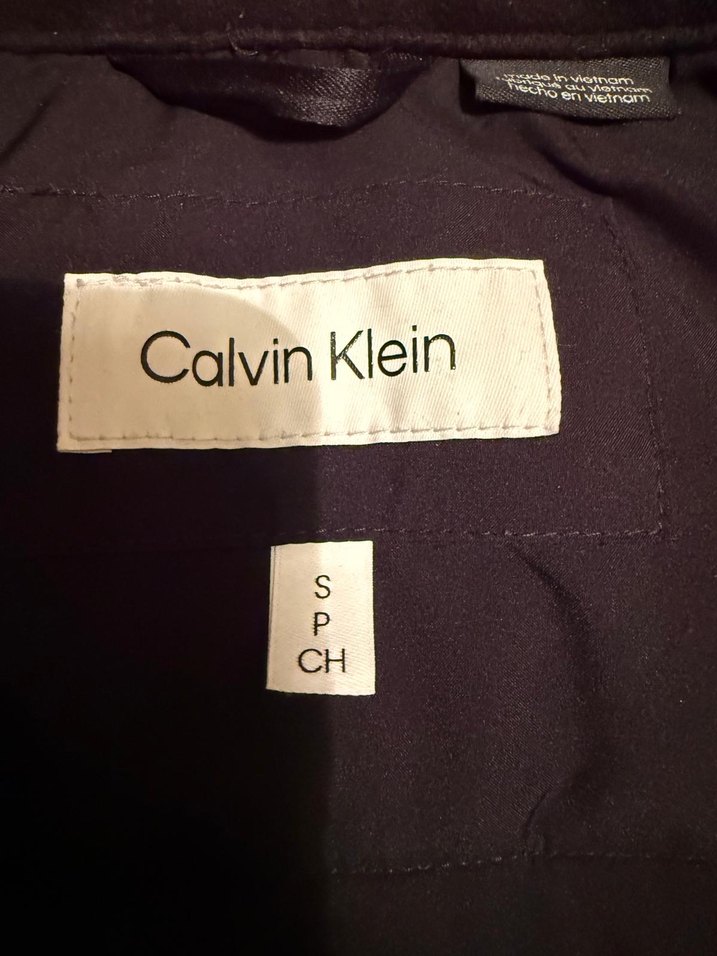 made in vietnam
fabriqué au vietnam
hecho en vietnam
Calvin Klein
S
P
CH